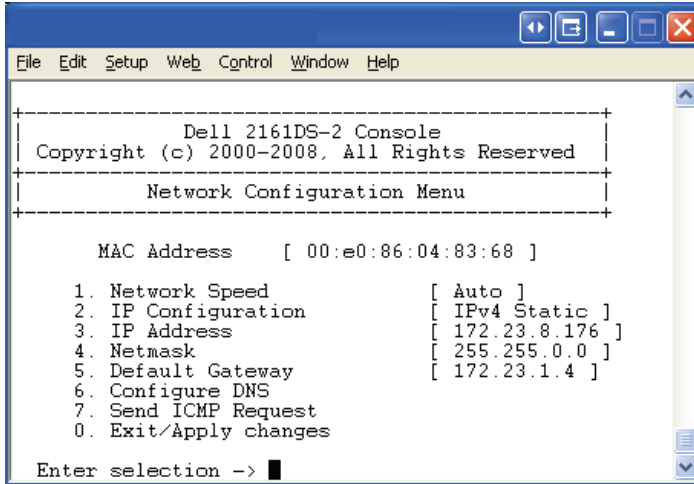 File Edit Setup Web Control Window Help
+------------------------------------------------+
| Dell 2161DS-2 Console |
| Copyright (c) 2000-2008, All Rights Reserved |
+------------------------------------------------+
| Network Configuration Menu |
+------------------------------------------------+
MAC Address [ 00:e0:86:04:83:68 ]
1. Network Speed [ Auto ]
2. IP Configuration [ IPv4 Static ]
3. IP Address [ 172.23.8.176 ]
4. Netmask [ 255.255.0.0 ]
5. Default Gateway [ 172.23.1.4 ]
6. Configure DNS
7. Send ICMP Request
0. Exit/Apply changes
Enter selection ->